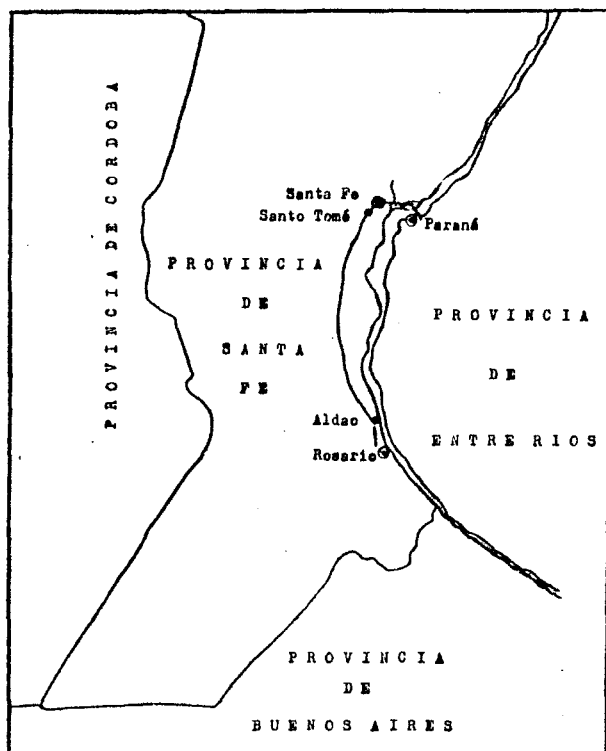 PROVINCIA DE CORDOBA
Santa Fe
Santo Tomé
Paraná
PROVINCIA
DE
SANTA
FE
PROVINCIA
DE
ENTRE RIOS
Aldao
Rosario
PROVINCIA
DE
BUENOS AIRES